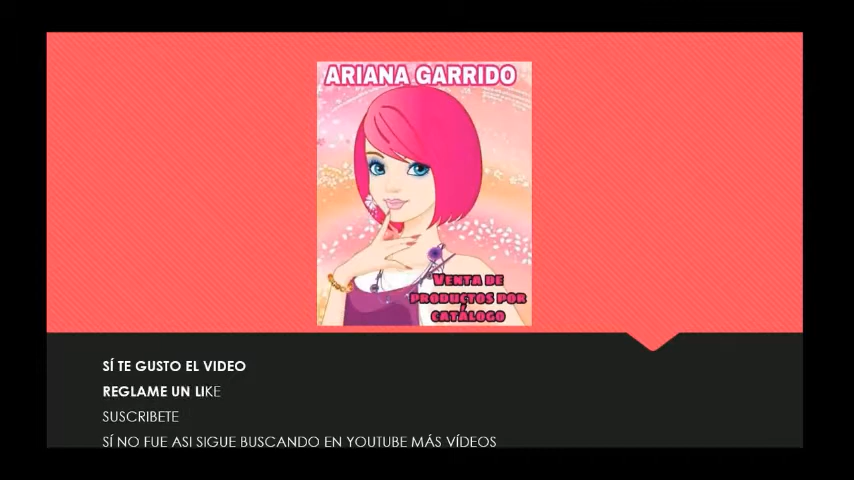 ARIANA GARRIDO
VENTA DE
PRODUCTOS POR
CATÁLOGO
SÍ TE GUSTO EL VIDEO
REGLAME UN LIKE
SUSCRIBETE
SÍ NO FUE ASI SIGUE BUSCANDO EN YOUTUBE MÁS VÍDEOS